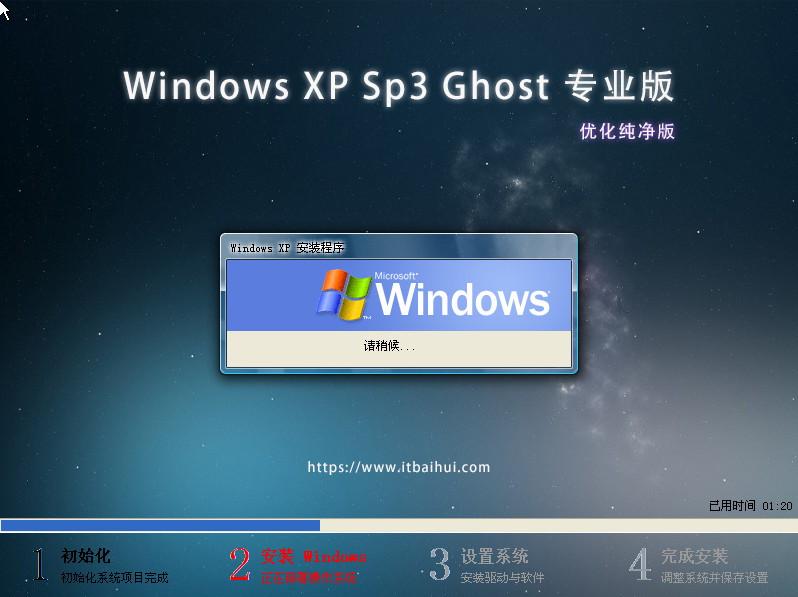 Windows XP Sp3 Ghost 专业版
优化纯净版
Windows XP 安装程序
Microsoft®
Windows®
TM
请稍候...
https://www.itbaihui.com
已用时间 01:20
1 初始化
初始化系统项目完成
2 安装 Windows
3 设置系统
安装驱动与软件
4 完成安装
调整系统并保存设置